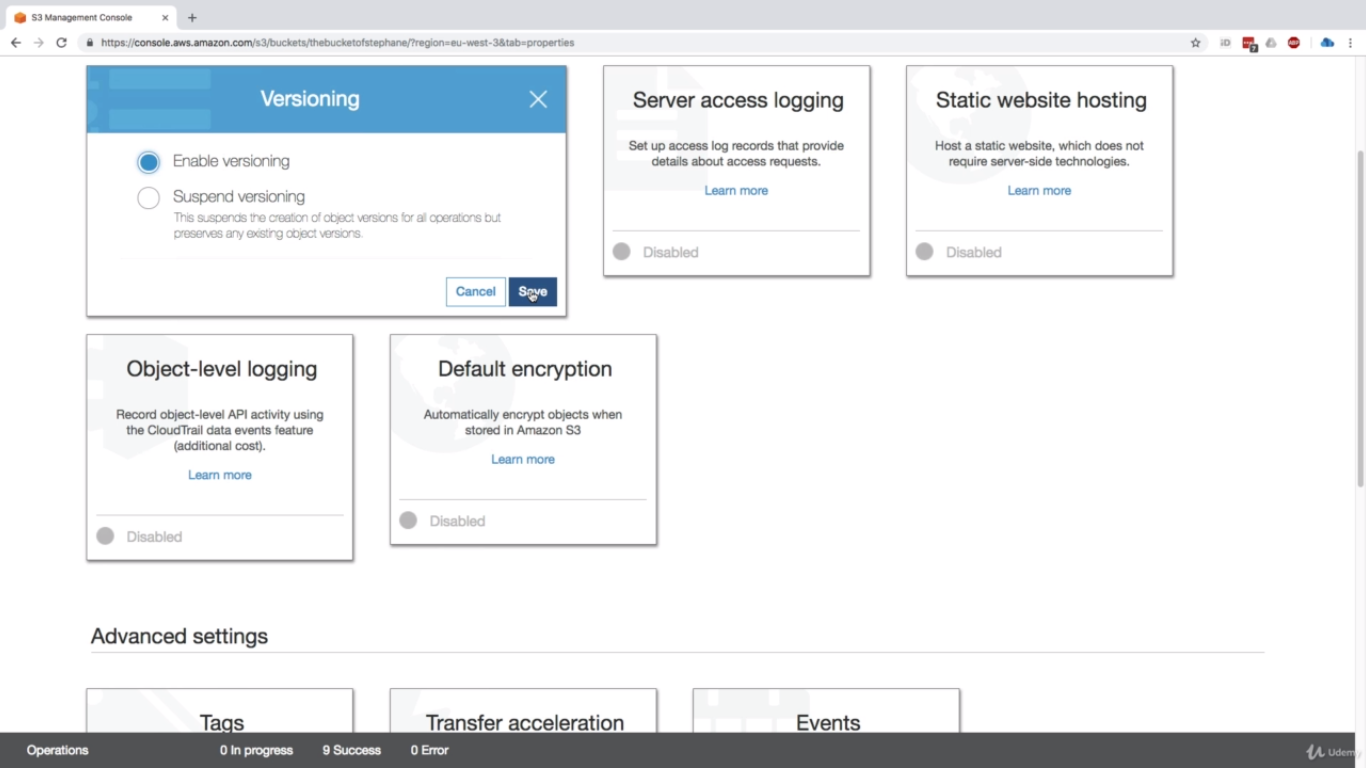 S3 Management Console
https://console.aws.amazon.com/s3/buckets/thebucketofstephane/?region=eu-west-3&tab=properties
Versioning
Enable versioning
Suspend versioning
This suspends the creation of object versions for all operations but
preserves any existing object versions.
Cancel
Save
Server access logging
Set up access log records that provide
details about access requests.
Learn more
Disabled
Static website hosting
Host a static website, which does not
require server-side technologies.
Learn more
Disabled
Object-level logging
Record object-level API activity using
the CloudTrail data events feature
(additional cost).
Learn more
Disabled
Default encryption
Automatically encrypt objects when
stored in Amazon S3
Learn more
Disabled
Advanced settings
Tags
Transfer acceleration
Events
Operations
0 In progress
9 Success
0 Error
Udemy